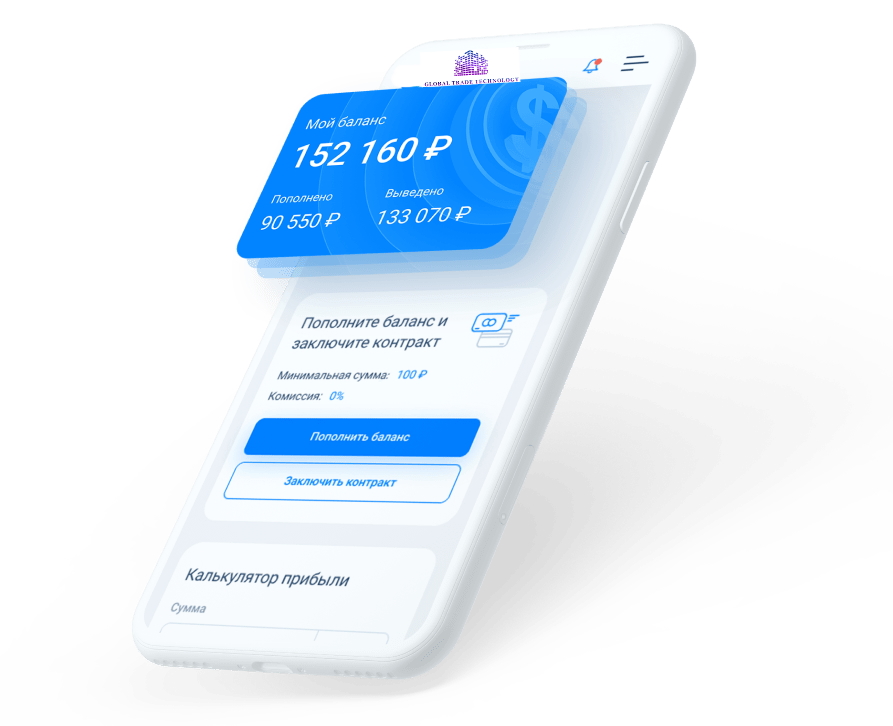 GLOBAL TRADE TECHNOLOGY
Мой баланс
152 160 ₽
Пополнено Выведено
90 550 ₽ 133 070 ₽
Пополните баланс и
заключите контракт
Минимальная сумма: 100 ₽
Комиссия: 0%
Пополнить баланс
Заключить контракт
Калькулятор прибыли
Сумма